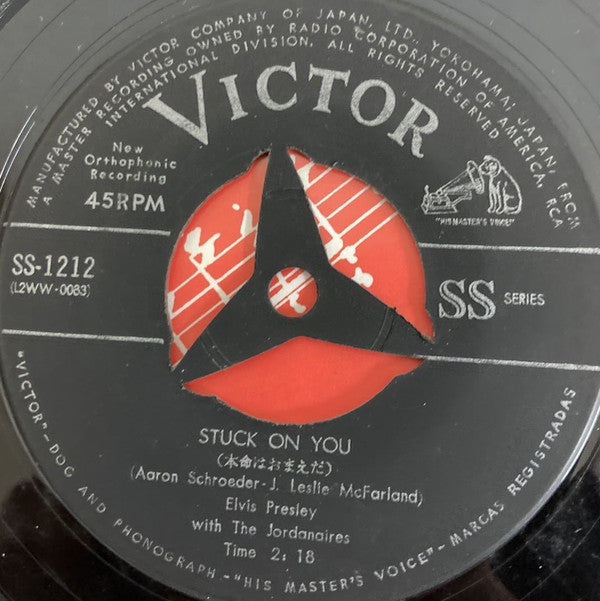 MANUFACTURED BY VICTOR COMPANY OF JAPAN, LTD. YOKOHAMA, JAPAN, FROM
A MASTER RECORDING OWNED BY RADIO CORPORATION OF AMERICA, RCA
INTERNATIONAL DIVISION, ALL RIGHTS RESERVED
VICTOR
New
Orthophonic
Recording
45RPM
"HIS MASTER'S VOICE"
SS-1212
(L2WW-0083)
SS SERIES
STUCK ON YOU
(本命はおまえだ)
(Aaron Schroeder-J. Leslie McFarland)
Elvis Presley
with The Jordanaires
Time 2:18
"VICTOR"-DOG AND PHONOGRAPH-"HIS MASTER'S VOICE"-MARCAS REGISTRADAS